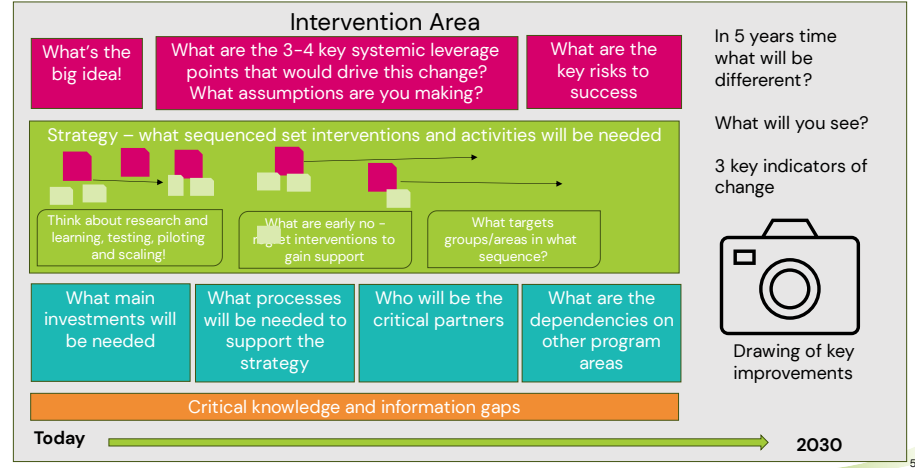 Intervention Area
What's the
big idea!
What are the 3-4 key systemic leverage
points that would drive this change?
What assumptions are you making?
What are the
key risks to
success
In 5 years time
what will be
differerent?
What will you see?
3 key indicators of
change
Strategy – what sequenced set interventions and activities will be needed
Think about research and
learning, testing, piloting
and scaling!
What are early no -
regret interventions to
gain support
What targets
groups/areas in what
sequence?
What main
investments will
be needed
What processes
will be needed to
support the
strategy
Who will be the
critical partners
What are the
dependencies on
other program
areas
Drawing of key
improvements
Critical knowledge and information gaps
Today
2030
5